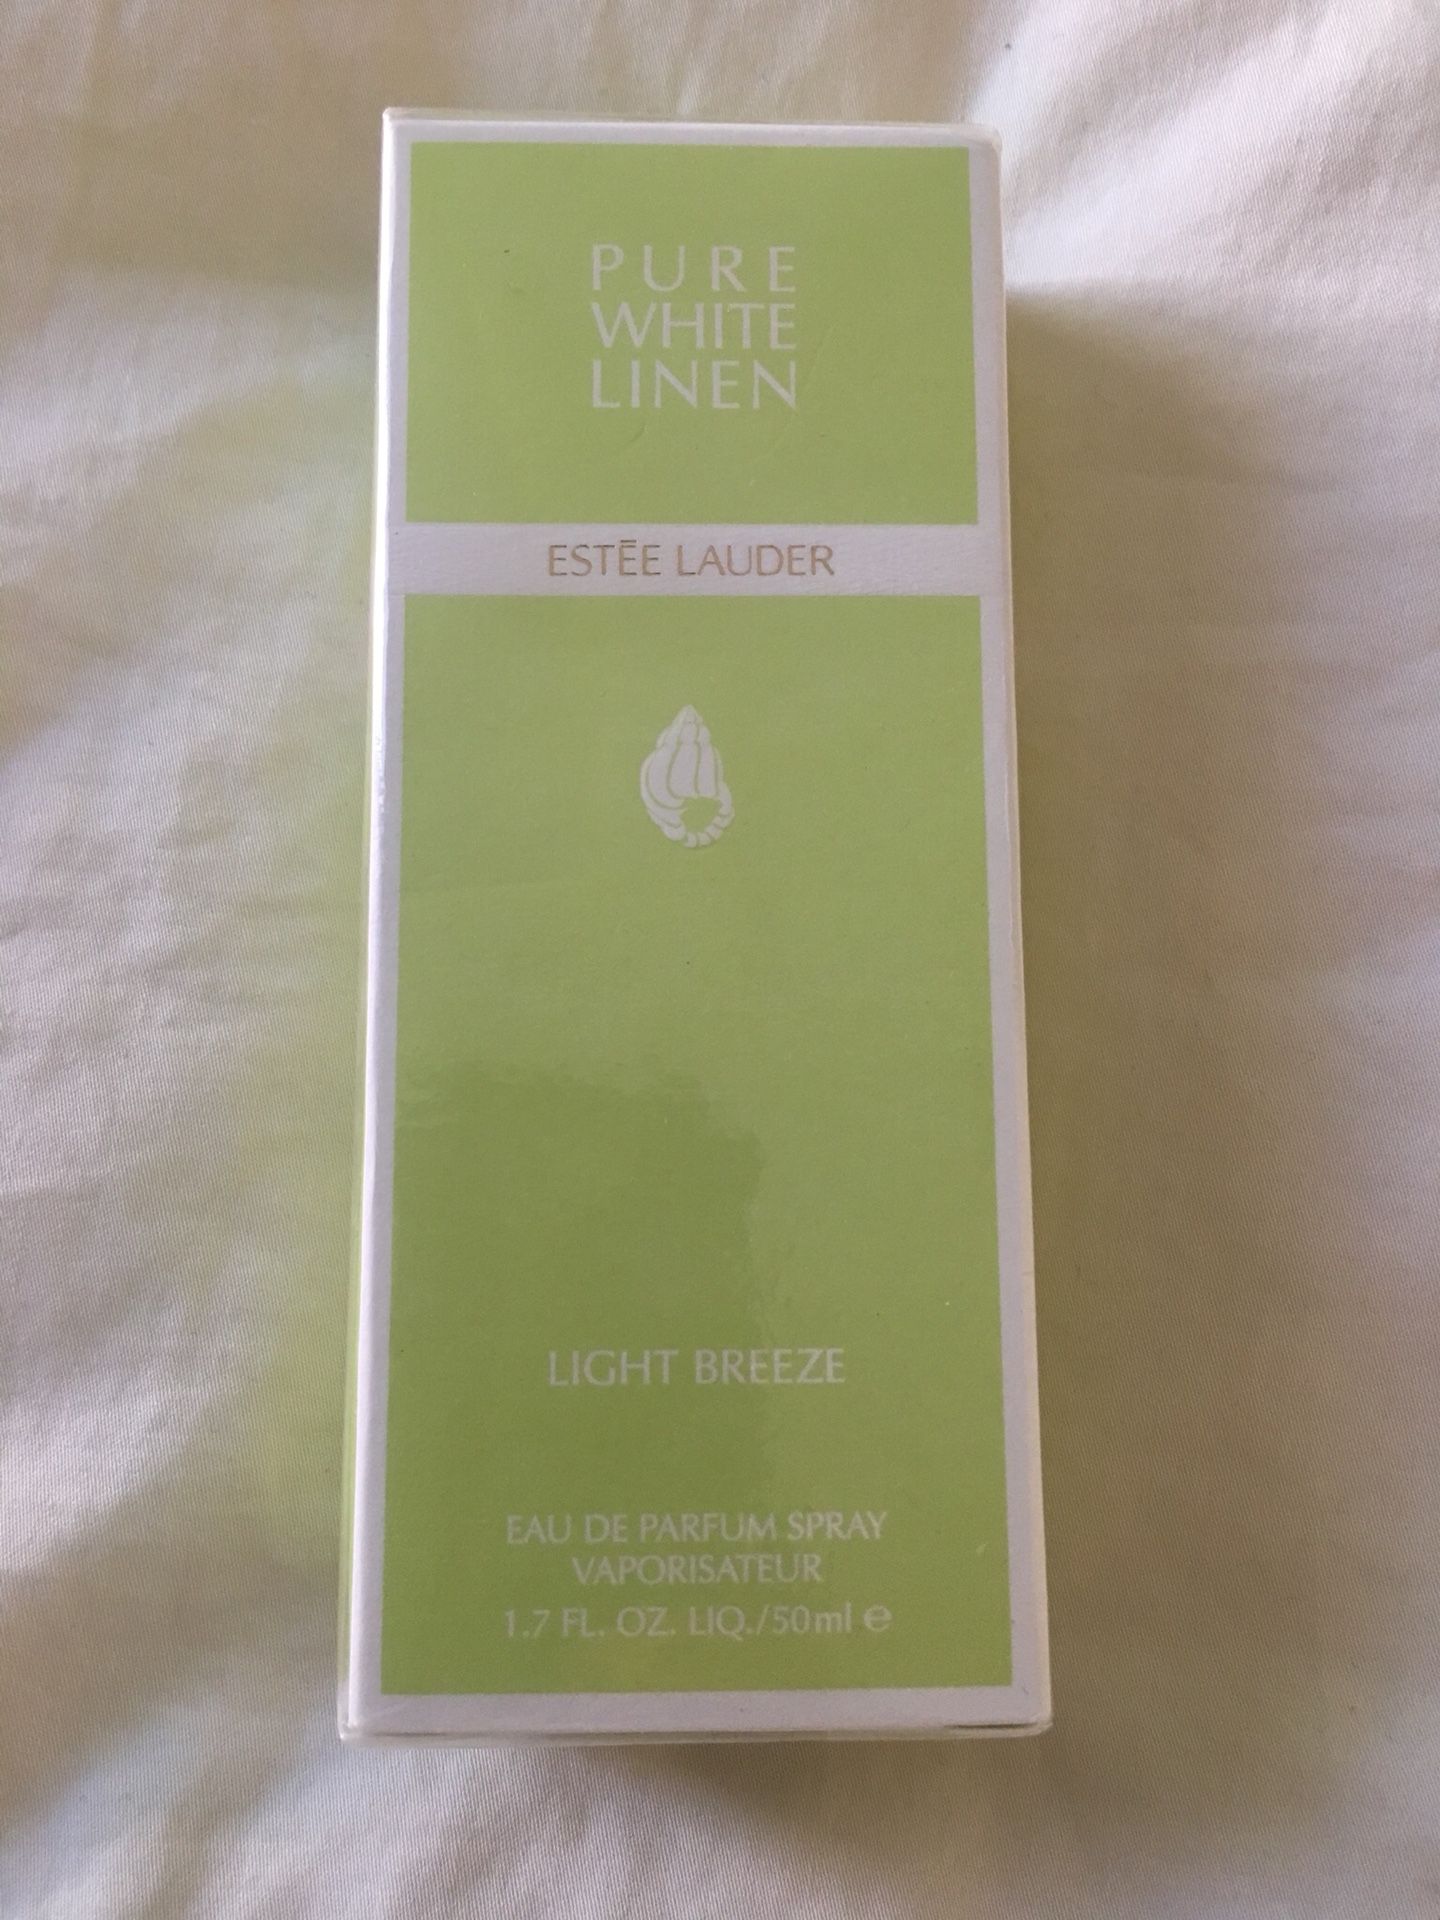 PURE
WHITE
LINEN
ESTĒE LAUDER
LIGHT BREEZE
EAU DE PARFUM SPRAY
VAPORISATEUR
1.7 FL. OZ. LIQ./50ml ℮